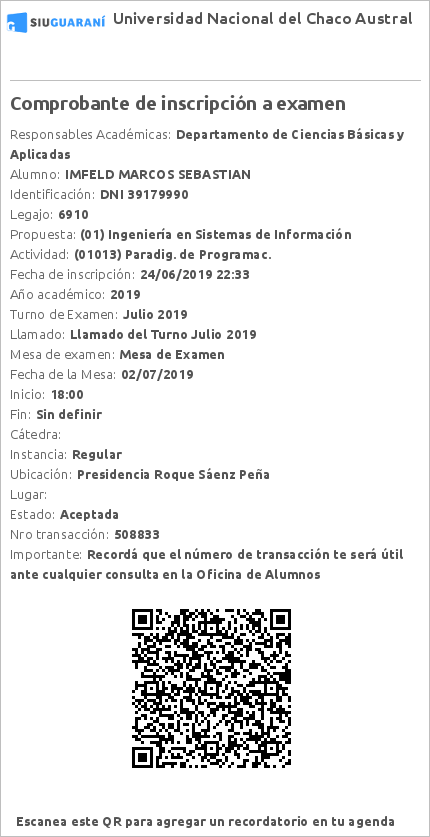 SIUGUARANÍ Universidad Nacional del Chaco Austral
Comprobante de inscripción a examen
Responsables Académicas: Departamento de Ciencias Básicas y
Aplicadas
Alumno: IMFELD MARCOS SEBASTIAN
Identificación: DNI 39179990
Legajo: 6910
Propuesta: (01) Ingeniería en Sistemas de Información
Actividad: (01013) Paradig. de Programac.
Fecha de inscripción: 24/06/2019 22:33
Año académico: 2019
Turno de Examen: Julio 2019
Llamado: Llamado del Turno Julio 2019
Mesa de examen: Mesa de Examen
Fecha de la Mesa: 02/07/2019
Inicio: 18:00
Fin: Sin definir
Cátedra:
Instancia: Regular
Ubicación: Presidencia Roque Sáenz Peña
Lugar:
Estado: Aceptada
Nro transacción: 508833
Importante: Recordá que el número de transacción te será útil
ante cualquier consulta en la Oficina de Alumnos
Escanea este QR para agregar un recordatorio en tu agenda